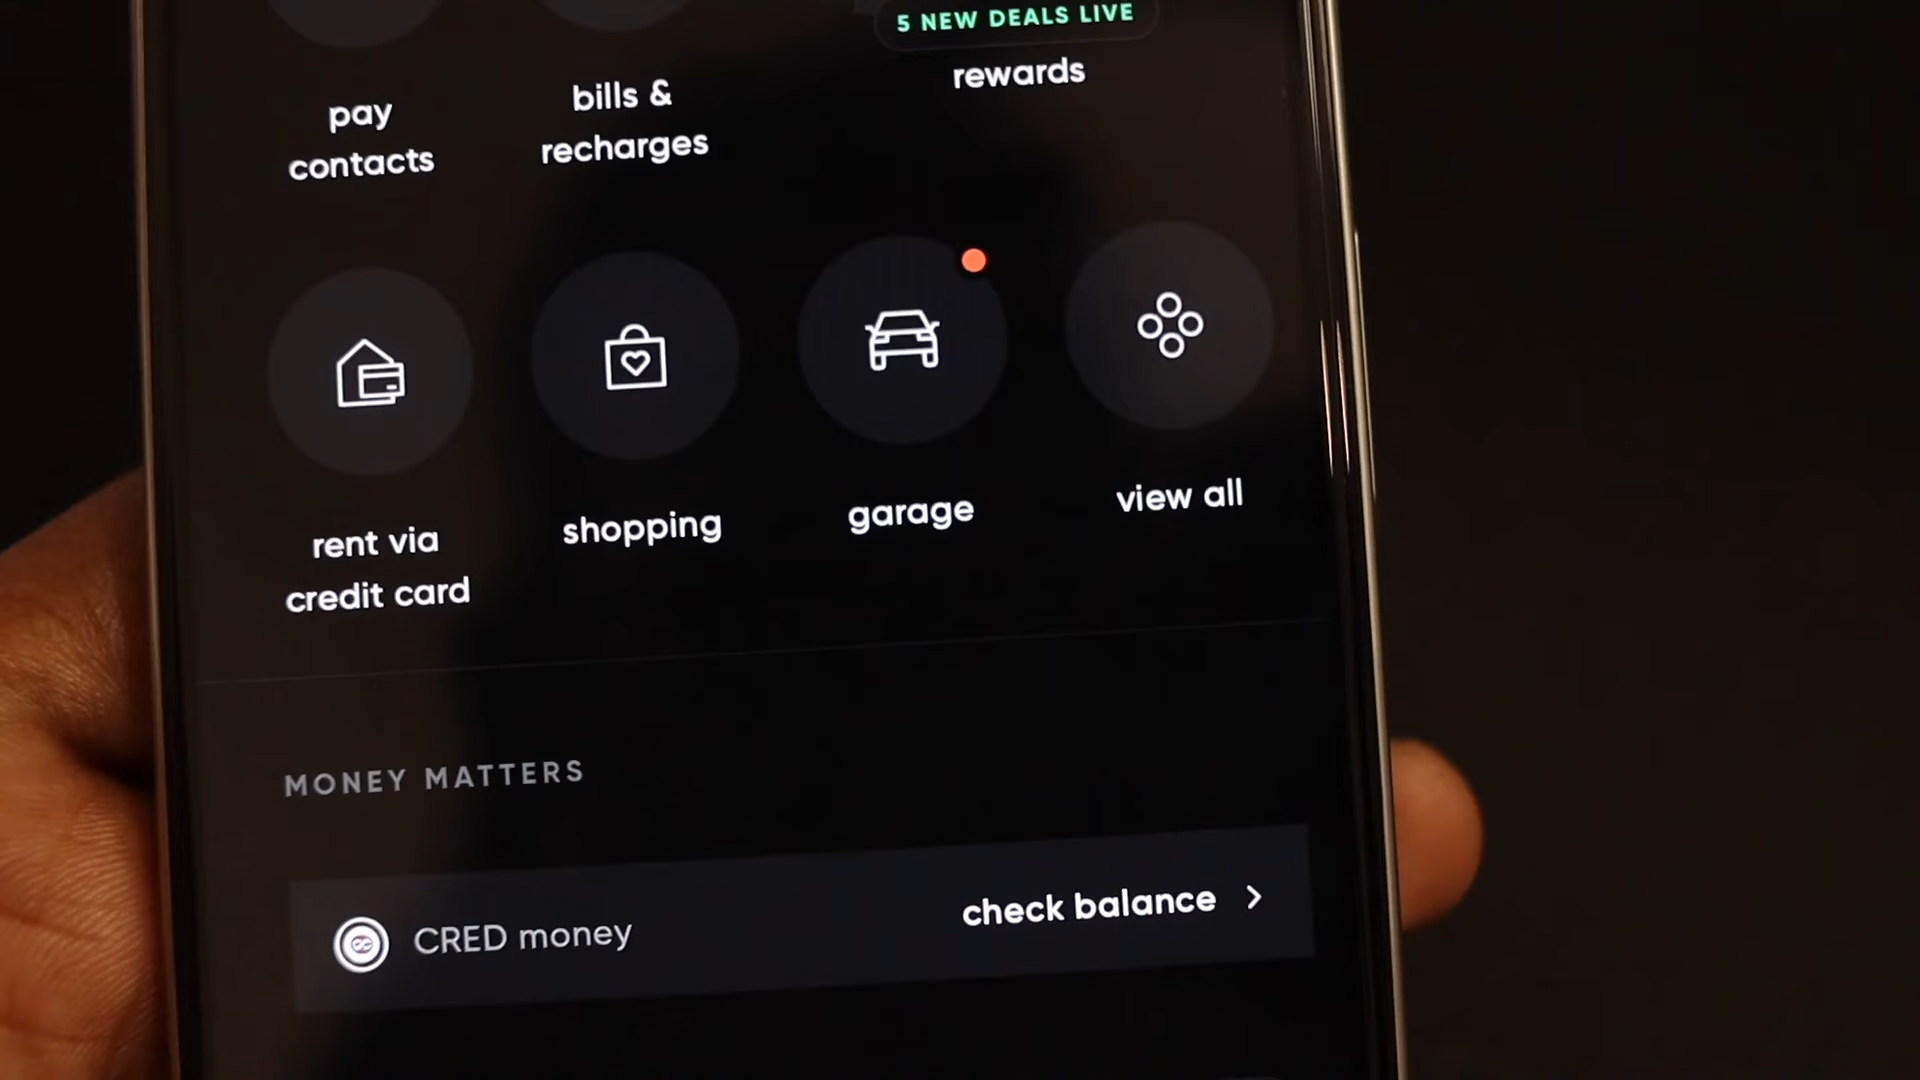 5 NEW DEALS LIVE
pay
contacts
bills &
recharges
rewards
rent via
credit card
shopping
garage
view all
MONEY MATTERS
CRED money
check balance